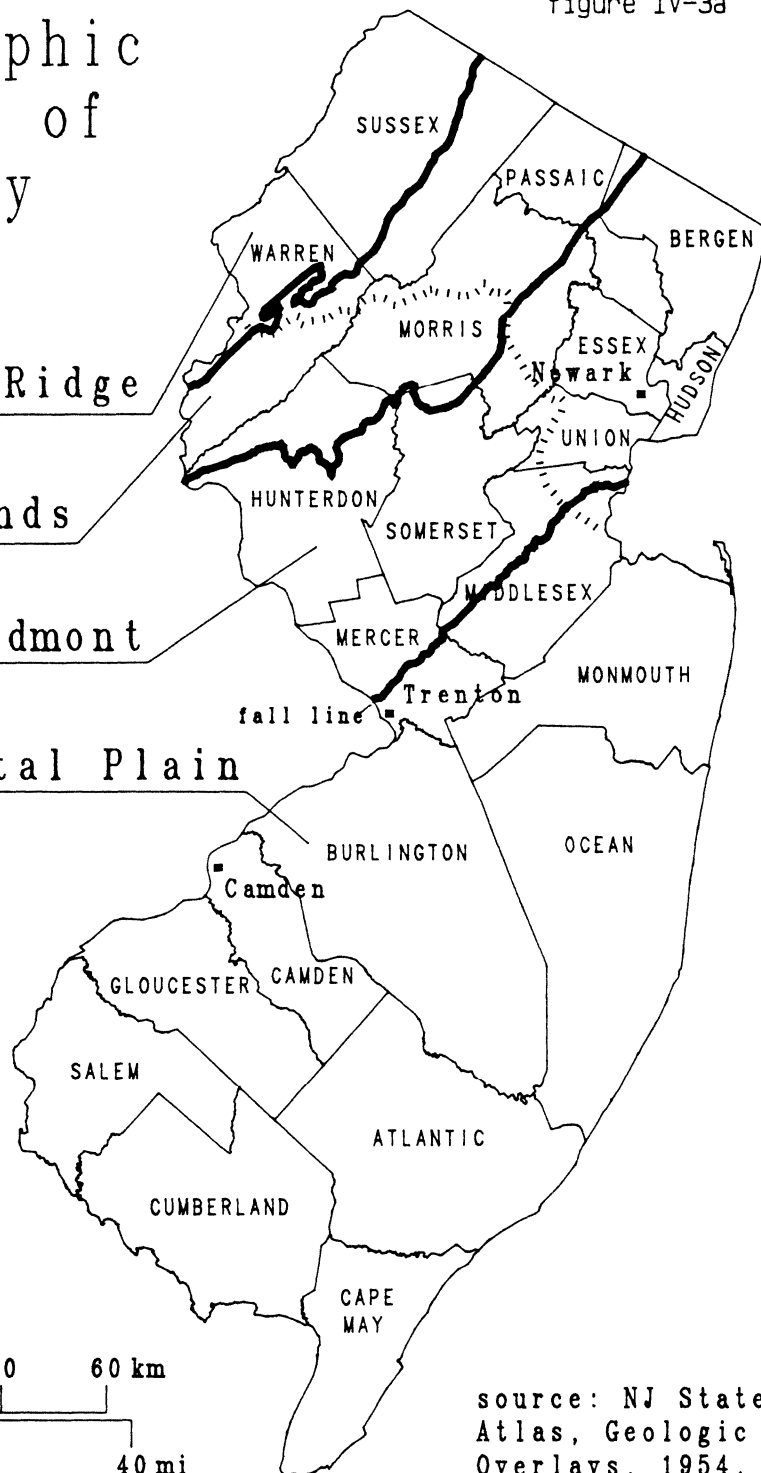 figure IV-3a
phic
of
y
SUSSEX
PASSAIC
BERGEN
WARREN
MORRIS
ESSEX
Newark
HUDSON
Ridge
UNION
HUNTERDON
nds
SOMERSET
MIDDLESEX
dmont
MERCER
MONMOUTH
Trenton
fall line
tal Plain
BURLINGTON
OCEAN
Camden
CAMDEN
GLOUCESTER
SALEM
ATLANTIC
CUMBERLAND
CAPE
MAY
0 60 km
40 mi
source: NJ State
Atlas, Geologic
Overlays, 1954.